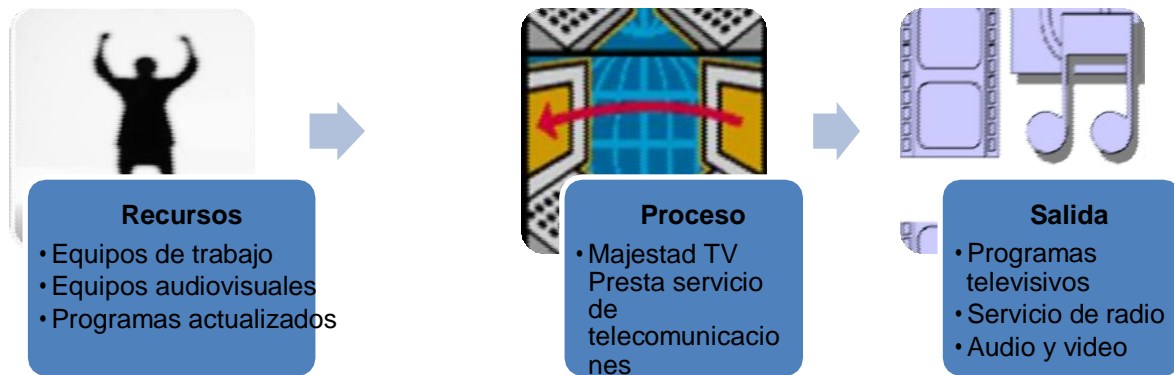 Recursos
• Equipos de trabajo
• Equipos audiovisuales
• Programas actualizados
Proceso
• Majestad TV
Presta servicio
de
telecomunicacio
nes
Salida
• Programas
televisivos
• Servicio de radio
• Audio y video